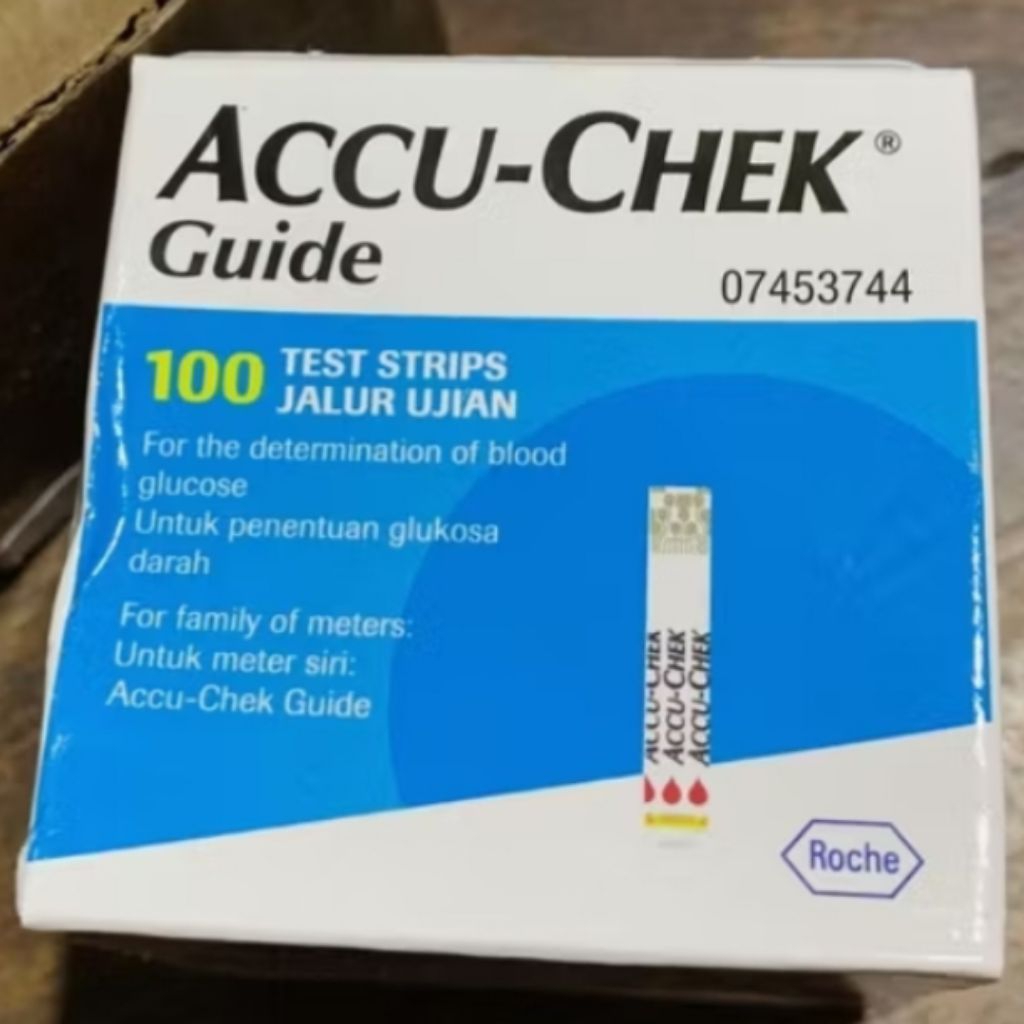 ACCU-CHEK®
Guide
07453744
100 TEST STRIPS
JALUR UJIAN
For the determination of blood
glucose
Untuk penentuan glukosa
darah
For family of meters:
Untuk meter siri:
Accu-Chek Guide
ACCU-CHEK
ACCU-CHEK
ACCU-CHEK
Roche